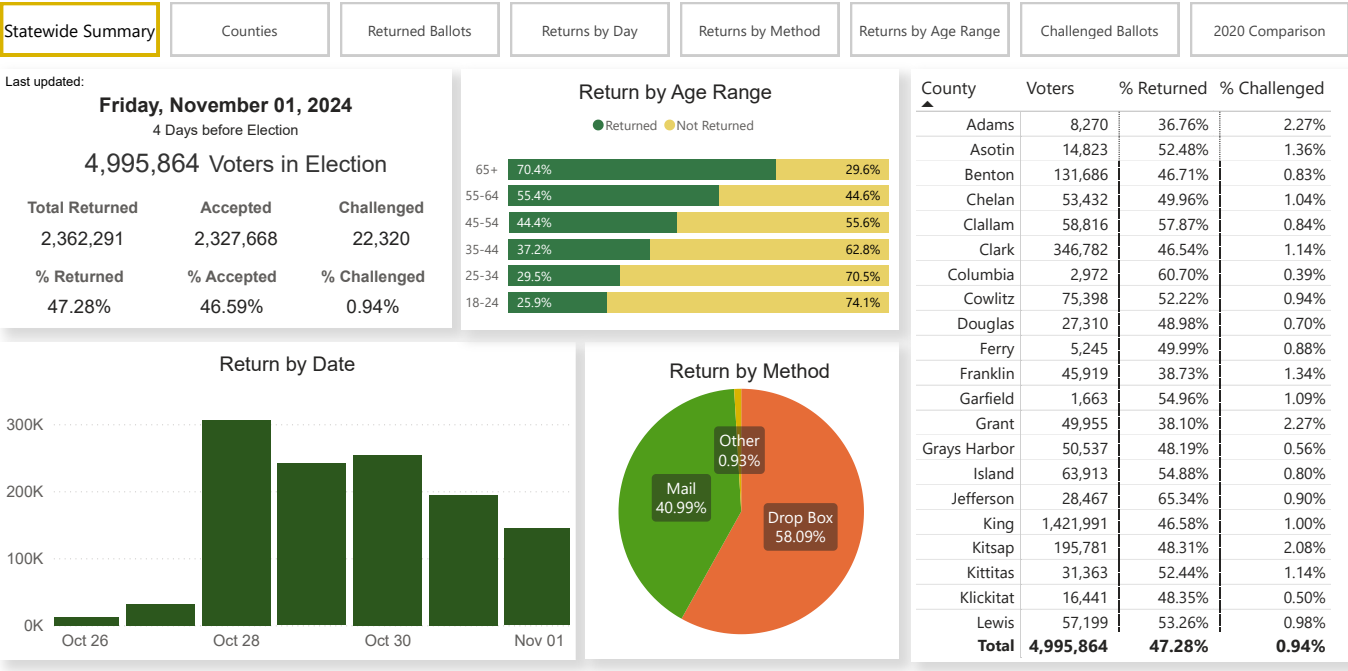 Statewide Summary
Counties
Returned Ballots
Returns by Day
Returns by Method
Returns by Age Range
Challenged Ballots
2020 Comparison
Last updated:
Friday, November 01, 2024
4 Days before Election
4,995,864 Voters in Election
Total Returned Accepted Challenged
2,362,291 2,327,668 22,320
% Returned % Accepted % Challenged
47.28% 46.59% 0.94%
Return by Age Range
Returned Not Returned
65+ 70.4% 29.6%
55-64 55.4% 44.6%
45-54 44.4% 55.6%
35-44 37.2% 62.8%
25-34 29.5% 70.5%
18-24 25.9% 74.1%
Return by Date
300K
200K
100K
0K
Oct 26 Oct 28 Oct 30 Nov 01
Return by Method
Other
0.93%
Mail
40.99%
Drop Box
58.09%
County Voters % Returned % Challenged
Adams 8,270 36.76% 2.27%
Asotin 14,823 52.48% 1.36%
Benton 131,686 46.71% 0.83%
Chelan 53,432 49.96% 1.04%
Clallam 58,816 57.87% 0.84%
Clark 346,782 46.54% 1.14%
Columbia 2,972 60.70% 0.39%
Cowlitz 75,398 52.22% 0.94%
Douglas 27,310 48.98% 0.70%
Ferry 5,245 49.99% 0.88%
Franklin 45,919 38.73% 1.34%
Garfield 1,663 54.96% 1.09%
Grant 49,955 38.10% 2.27%
Grays Harbor 50,537 48.19% 0.56%
Island 63,913 54.88% 0.80%
Jefferson 28,467 65.34% 0.90%
King 1,421,991 46.58% 1.00%
Kitsap 195,781 48.31% 2.08%
Kittitas 31,363 52.44% 1.14%
Klickitat 16,441 48.35% 0.50%
Lewis 57,199 53.26% 0.98%
Total 4,995,864 47.28% 0.94%